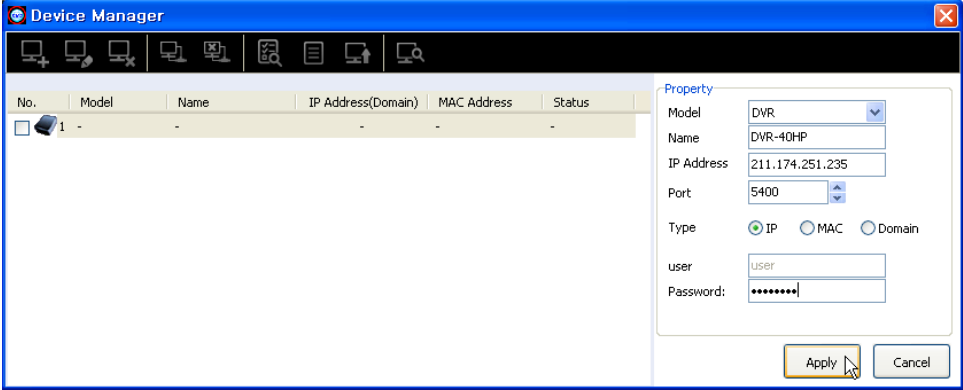 Device Manager
No. Model Name IP Address(Domain) MAC Address Status
1 - - - - -
Property
Model DVR
Name DVR-40HP
IP Address 211.174.251.235
Port 5400
Type IP MAC Domain
user user
Password: ••••••••
Apply Cancel